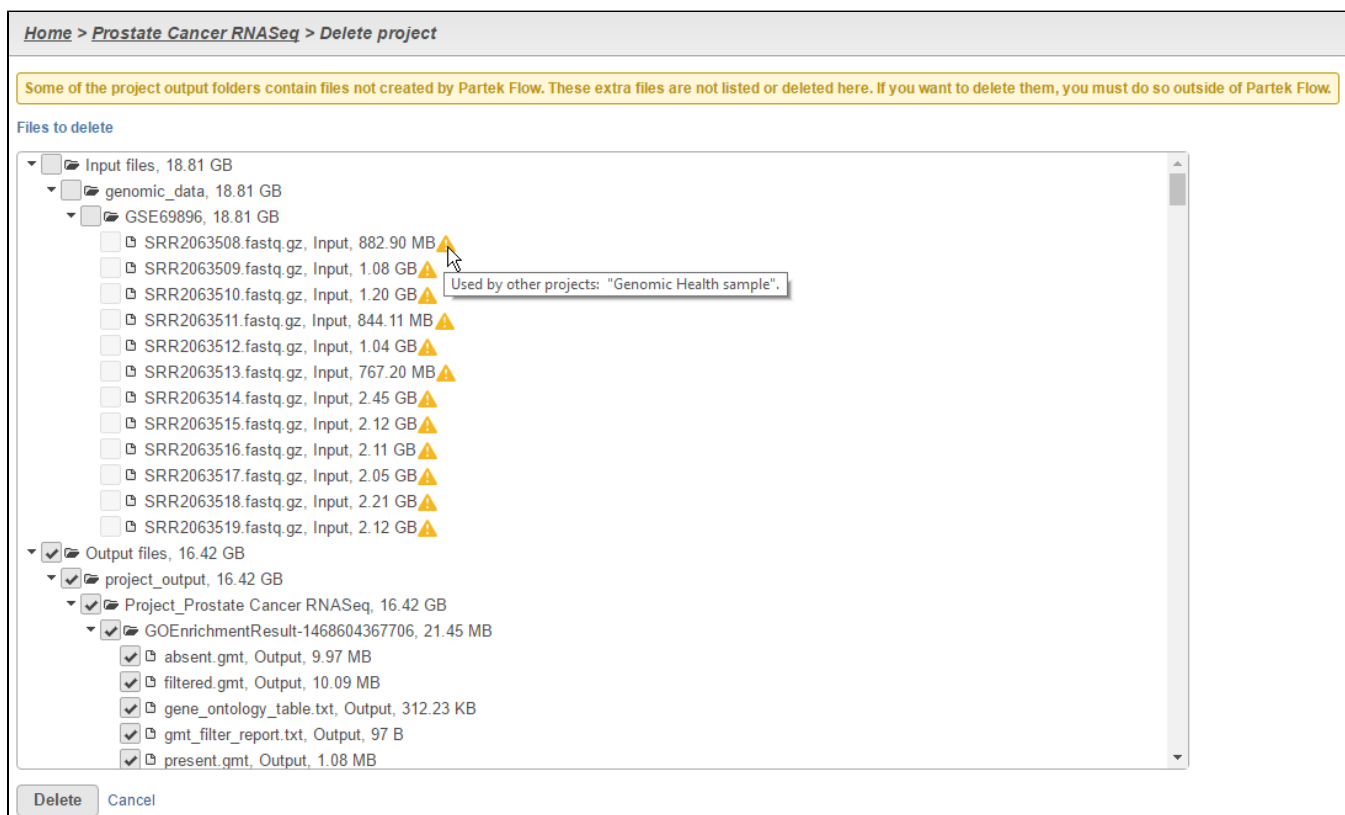 Home > Prostate Cancer RNASeq > Delete project
Some of the project output folders contain files not created by Partek Flow. These extra files are not listed or deleted here. If you want to delete them, you must do so outside of Partek Flow.
Files to delete
Input files, 18.81 GB
genomic_data, 18.81 GB
GSE69896, 18.81 GB
SRR2063508.fastq.gz, Input, 882.90 MB
SRR2063509.fastq.gz, Input, 1.08 GB
Used by other projects: "Genomic Health sample".
SRR2063510.fastq.gz, Input, 1.20 GB
SRR2063511.fastq.gz, Input, 844.11 MB
SRR2063512.fastq.gz, Input, 1.04 GB
SRR2063513.fastq.gz, Input, 767.20 MB
SRR2063514.fastq.gz, Input, 2.45 GB
SRR2063515.fastq.gz, Input, 2.12 GB
SRR2063516.fastq.gz, Input, 2.11 GB
SRR2063517.fastq.gz, Input, 2.05 GB
SRR2063518.fastq.gz, Input, 2.21 GB
SRR2063519.fastq.gz, Input, 2.12 GB
Output files, 16.42 GB
project_output, 16.42 GB
Project_Prostate Cancer RNASeq, 16.42 GB
GOEnrichmentResult-1468604367706, 21.45 MB
absent.gmt, Output, 9.97 MB
filtered.gmt, Output, 10.09 MB
gene_ontology_table.txt, Output, 312.23 KB
gmt_filter_report.txt, Output, 97 B
present.gmt, Output, 1.08 MB
Delete Cancel